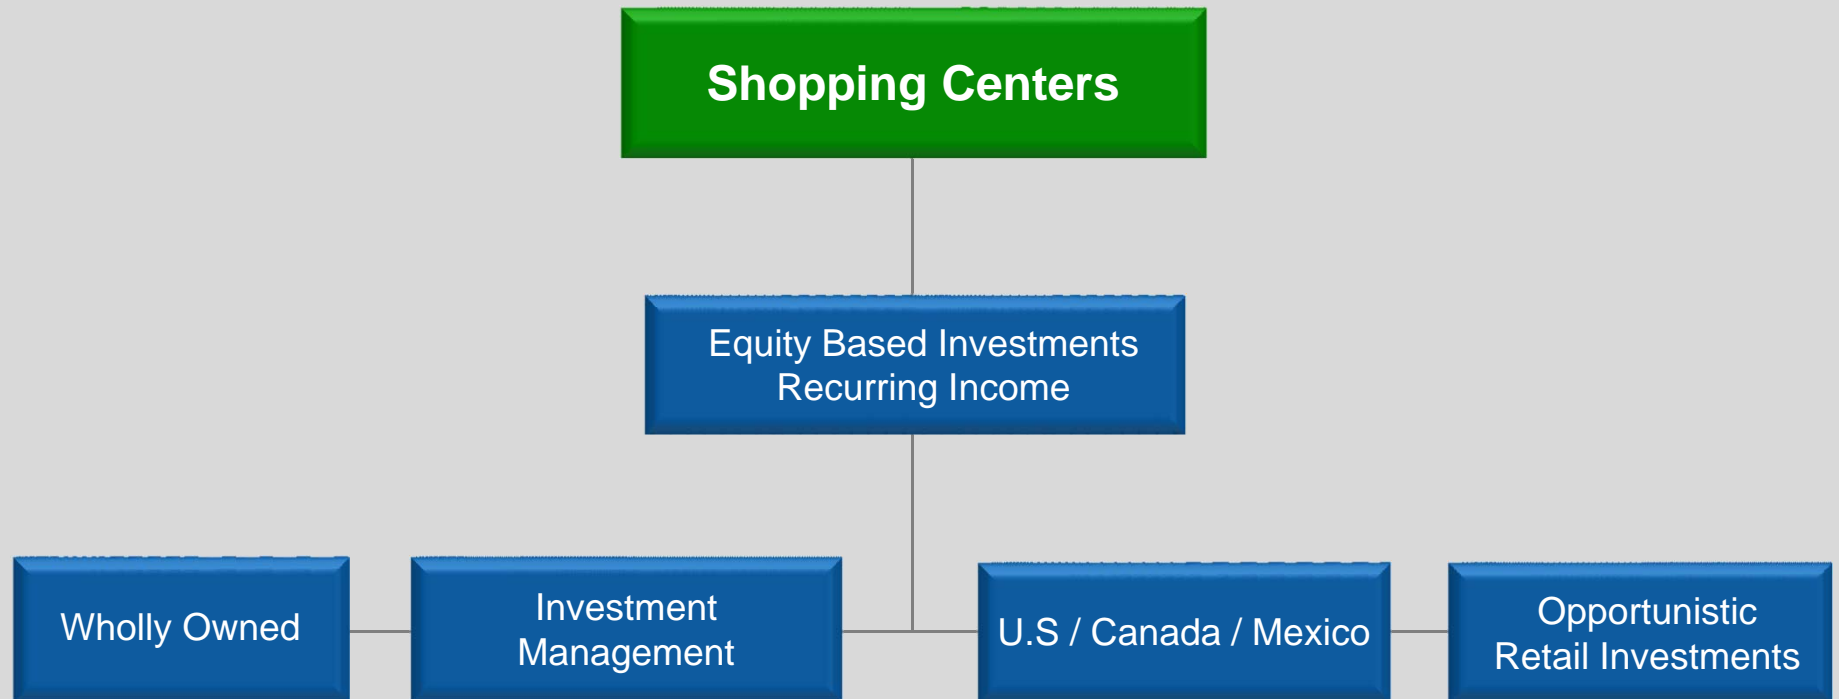 Shopping Centers
Equity Based Investments
Recurring Income
Wholly Owned
Investment
Management
U.S / Canada / Mexico
Opportunistic
Retail Investments